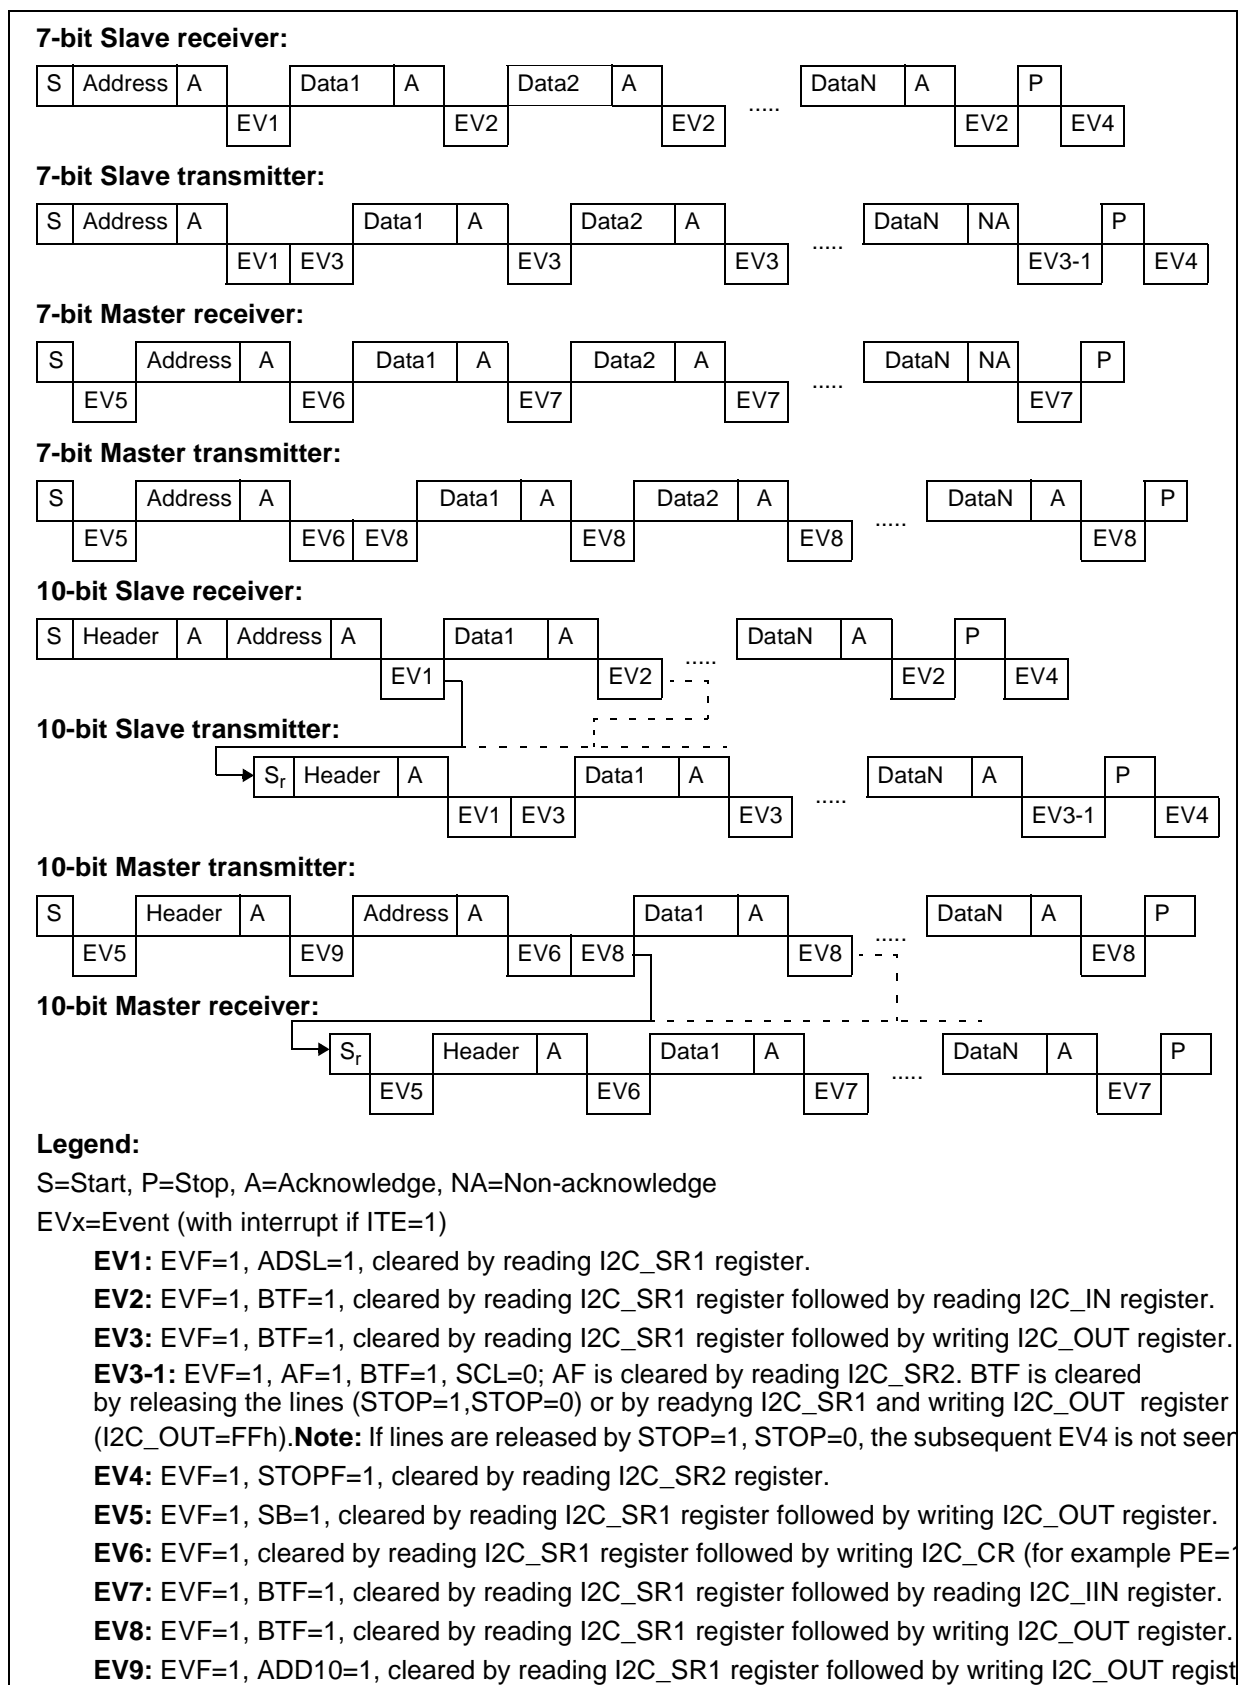 7-bit Slave receiver:
S Address A Data1 A Data2 A ..... DataN A P
EV1 EV2 EV2 EV2 EV4
7-bit Slave transmitter:
S Address A Data1 A Data2 A ..... DataN NA P
EV1 EV3 EV3 EV3 EV3-1 EV4
7-bit Master receiver:
S Address A Data1 A Data2 A ..... DataN NA P
EV5 EV6 EV7 EV7 EV7
7-bit Master transmitter:
S Address A Data1 A Data2 A ..... DataN A P
EV5 EV6 EV8 EV8 EV8 EV8
10-bit Slave receiver:
S Header A Address A Data1 A ..... DataN A P
EV1 EV2 EV2 EV4
10-bit Slave transmitter:
Sr Header A Data1 A ..... DataN A P
EV1 EV3 EV3 EV3-1 EV4
10-bit Master transmitter:
S Header A Address A Data1 A ..... DataN A P
EV5 EV9 EV6 EV8 EV8 EV8
10-bit Master receiver:
Sr Header A Data1 A ..... DataN A P
EV5 EV6 EV7 EV7
Legend:
S=Start, P=Stop, A=Acknowledge, NA=Non-acknowledge
EVx=Event (with interrupt if ITE=1)
EV1: EVF=1, ADSL=1, cleared by reading I2C_SR1 register.
EV2: EVF=1, BTF=1, cleared by reading I2C_SR1 register followed by reading I2C_IN register.
EV3: EVF=1, BTF=1, cleared by reading I2C_SR1 register followed by writing I2C_OUT register.
EV3-1: EVF=1, AF=1, BTF=1, SCL=0; AF is cleared by reading I2C_SR2. BTF is cleared
by releasing the lines (STOP=1,STOP=0) or by readyng I2C_SR1 and writing I2C_OUT register
(I2C_OUT=FFh).Note: If lines are released by STOP=1, STOP=0, the subsequent EV4 is not seen
EV4: EVF=1, STOPF=1, cleared by reading I2C_SR2 register.
EV5: EVF=1, SB=1, cleared by reading I2C_SR1 register followed by writing I2C_OUT register.
EV6: EVF=1, cleared by reading I2C_SR1 register followed by writing I2C_CR (for example PE=1
EV7: EVF=1, BTF=1, cleared by reading I2C_SR1 register followed by reading I2C_IIN register.
EV8: EVF=1, BTF=1, cleared by reading I2C_SR1 register followed by writing I2C_OUT register.
EV9: EVF=1, ADD10=1, cleared by reading I2C_SR1 register followed by writing I2C_OUT regist